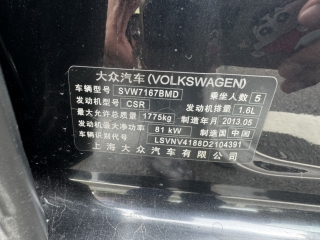 大众汽车(VOLKSWAGEN)
车辆型号 SVW7167BMD 乘坐人数 5
发动机型号 CSR 发动机排量 1.6L
最大允许总质量 1775kg 制造年月 2013.05
发动机最大净功率 81 kW 制造国 中国
车辆识别代号 LSVNV4188D2104391
上海大众汽车有限公司